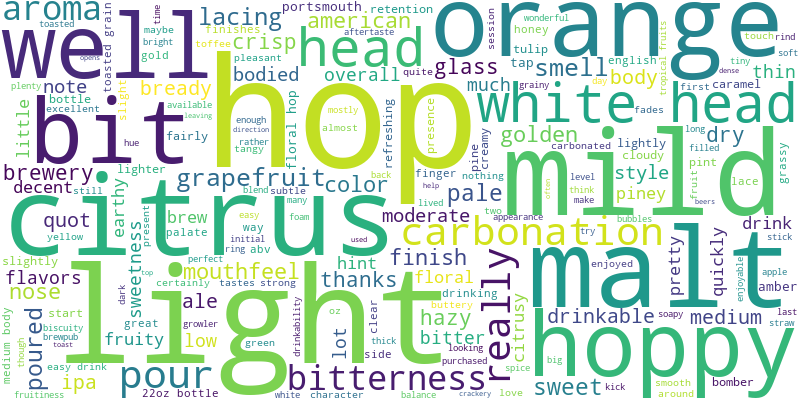 aroma
toasted
well
time
maybe
bright
gold
toasted grain
lacing
crisp
finishes
toffee
pleasant
portsmouth
american
head
retention
aftertaste
orange
wonderful
honey
session
tulip
tap
english
smell
body
touch
rind
soft
tiny
dense
tropical fruits
opens
plenty
note
bottle
excellent
slight
bready
bodied
overall
glass
quite
much
white head
fades
first
caramel
thin
grainy
day
mostly
available
leaving
little
bit
hop
hue
fairly
enough
direction
rather
tangy
floral hop
refreshing
almost
presence
creamy
pine
golden
carbonated
lightly
cloudy
filled
long
dry
pint
lace
grassy
brewery
decent
still
lighter
grapefruit
color
finger
nothing
back
help
lived
pale
level
think
make
style
piney
fruit
beers
often
mild
quot
earthy
present
sweetness
brew
palate
blend
subtle
easy
many
way
foam
initial
ring
abv
yellow
citrus
moderate
two
appearance
carbonation
bubbles
try
drink
stick
slightly
flavors
nose
perfect
used
top
certainly
tastes strong
mouthfeel
hint
thanks
finish
floral
drinking
buttery
really
citrusy
enjoyed
drinkable
malt
pretty
quickly
enjoyable
apple
amber
medium
last
straw
medium body
start
biscuity
brewpub
though
toast
fruitiness
poured
dark
great
fruity
growler
ale
low
green
light
drinkability
oz
lot
clear
thick
side
hazy
bitter
looking
purchased
soapy
hoppy
ipa
easy drink
22oz bottle
pour
white
character
bitterness
balance
crackery
love
spice
kick
big
sweet
smooth
around
bomber